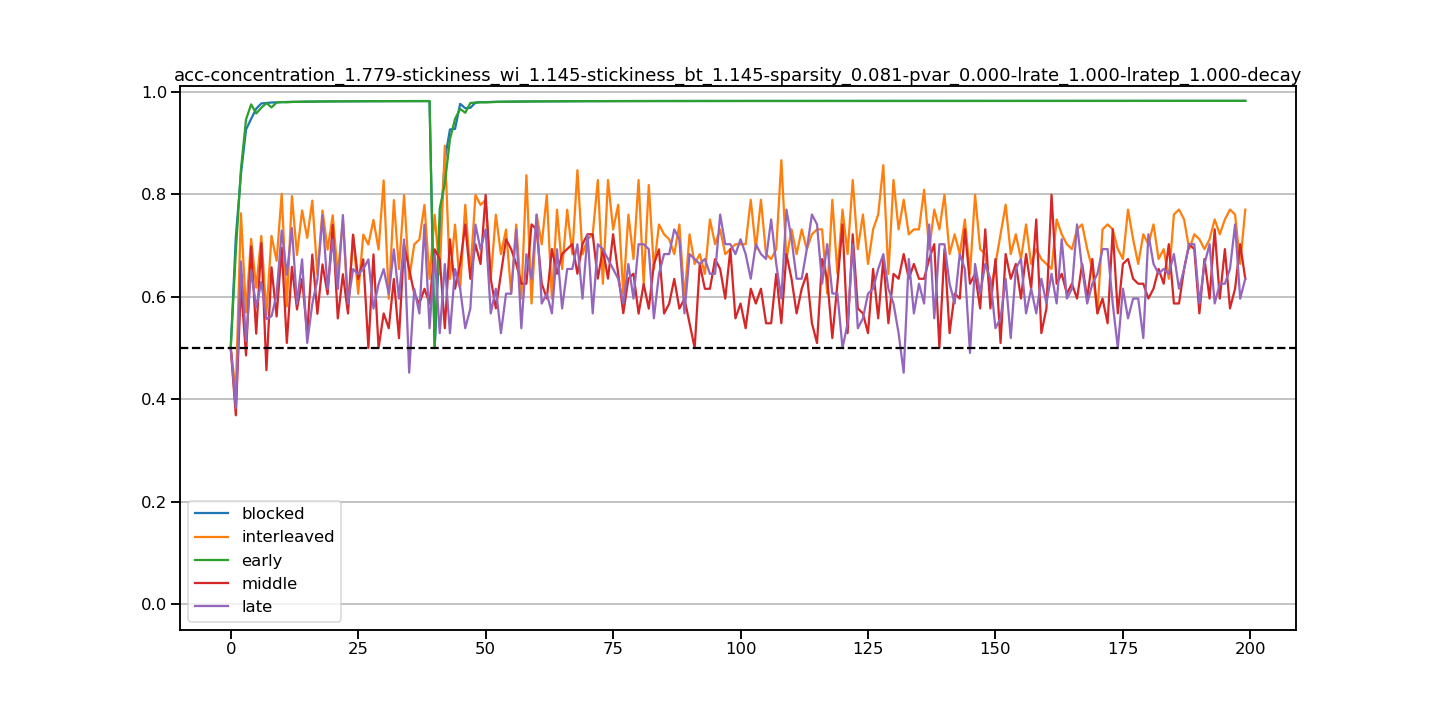 acc-concentration_1.779-stickiness_wi_1.145-stickiness_bt_1.145-sparsity_0.081-pvar_0.000-lrate_1.000-lratep_1.000-decay
1.0
0.8
0.6
0.4
0.2
0.0
blocked
interleaved
early
middle
late
0 25 50 75 100 125 150 175 200